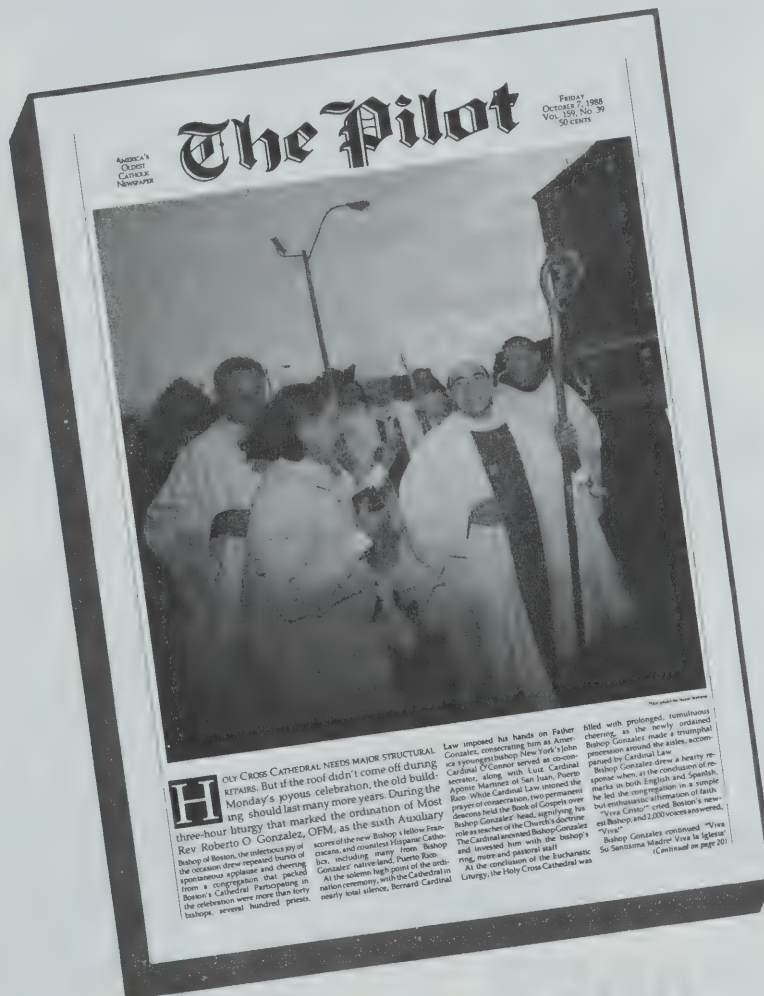 AMERICA'S
OLDEST
CATHOLIC
NEWSPAPER
The Pilot
FRIDAY
OCTOBER 7, 1988
VOL. 159, No 39
50 CENTS
HOLY CROSS CATHEDRAL NEEDS MAJOR STRUCTURAL
REPAIRS. But if the roof didn't come off during
Monday's joyous celebration, the old build-
ing should last many more years. During the
three-hour liturgy that marked the ordination of Most
Rev Roberto O Gonzalez, OFM, as the sixth Auxiliary
Bishop of Boston, the infectious joy of
the occasion drew repeated bursts of
spontaneous applause and cheering
from a congregation that packed
Boston's Cathedral Participating in
the celebration were more than forty
bishops, several hundred priests,
scores of the new Bishop's fellow Fran-
ciscans, and countless Hispanic Catho-
lics, including many from Bishop
Gonzalez' native land, Puerto Rico.
At the solemn high point of the ordi-
nation ceremony, with the Cathedral in
nearly total silence, Bernard Cardinal
Law imposed his hands on Father
Gonzalez, consecrating him as Amer-
ica's youngest bishop New York's John
Cardinal O'Connor served as co-con-
secrator, along with Luiz Cardinal
Aponte Martinez of San Juan, Puerto
Rico. While Cardinal Law intoned the
prayer of consecration, two permanent
deacons held the Book of Gospels over
Bishop Gonzalez' head, signifying his
role as teacher of the Church's doctrine
The Cardinal anointed Bishop Gonzalez
and invested him with the bishop's
ring, mitre and pastoral staff
At the conclusion of the Eucharistic
Liturgy, the Holy Cross Cathedral was
filled with prolonged, tumultuous
cheering, as the newly ordained
Bishop Gonzalez made a triumphal
procession around the aisles, accom-
panied by Cardinal Law
Bishop Gonzalez drew a hearty re-
sponse when, at the conclusion of re-
marks in both English and Spanish,
he led the congregation in a simple
but enthusiastic affirmation of faith
"Viva Cristo!" cried Boston's new-
est Bishop, and 2,000 voices answered,
"Viva!"
Bishop Gonzalez continued "Viva
Su Santisima Madre! Viva la Iglesia!
(Continued on page 20)